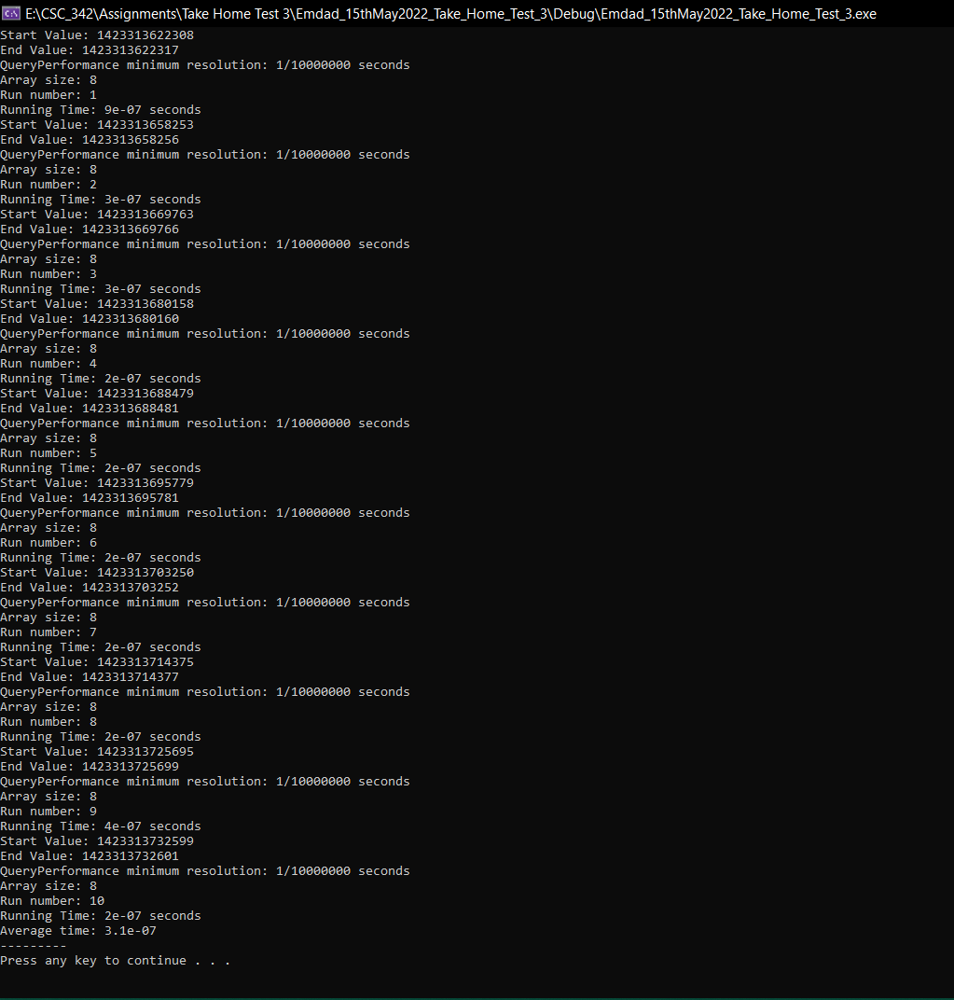 E:\CSC_342\Assignments\Take Home Test 3\Emdad_15thMay2022_Take_Home_Test_3\Debug\Emdad_15thMay2022_Take_Home_Test_3.exe
Start Value: 1423313622308
End Value: 1423313622317
QueryPerformance minimum resolution: 1/10000000 seconds
Array size: 8
Run number: 1
Running Time: 9e-07 seconds
Start Value: 1423313658253
End Value: 1423313658256
QueryPerformance minimum resolution: 1/10000000 seconds
Array size: 8
Run number: 2
Running Time: 3e-07 seconds
Start Value: 1423313669763
End Value: 1423313669766
QueryPerformance minimum resolution: 1/10000000 seconds
Array size: 8
Run number: 3
Running Time: 3e-07 seconds
Start Value: 1423313680158
End Value: 1423313680160
QueryPerformance minimum resolution: 1/10000000 seconds
Array size: 8
Run number: 4
Running Time: 2e-07 seconds
Start Value: 1423313688479
End Value: 1423313688481
QueryPerformance minimum resolution: 1/10000000 seconds
Array size: 8
Run number: 5
Running Time: 2e-07 seconds
Start Value: 1423313695779
End Value: 1423313695781
QueryPerformance minimum resolution: 1/10000000 seconds
Array size: 8
Run number: 6
Running Time: 2e-07 seconds
Start Value: 1423313703250
End Value: 1423313703252
QueryPerformance minimum resolution: 1/10000000 seconds
Array size: 8
Run number: 7
Running Time: 2e-07 seconds
Start Value: 1423313714375
End Value: 1423313714377
QueryPerformance minimum resolution: 1/10000000 seconds
Array size: 8
Run number: 8
Running Time: 2e-07 seconds
Start Value: 1423313725695
End Value: 1423313725699
QueryPerformance minimum resolution: 1/10000000 seconds
Array size: 8
Run number: 9
Running Time: 4e-07 seconds
Start Value: 1423313732599
End Value: 1423313732601
QueryPerformance minimum resolution: 1/10000000 seconds
Array size: 8
Run number: 10
Running Time: 2e-07 seconds
Average time: 3.1e-07
---------
Press any key to continue . . .